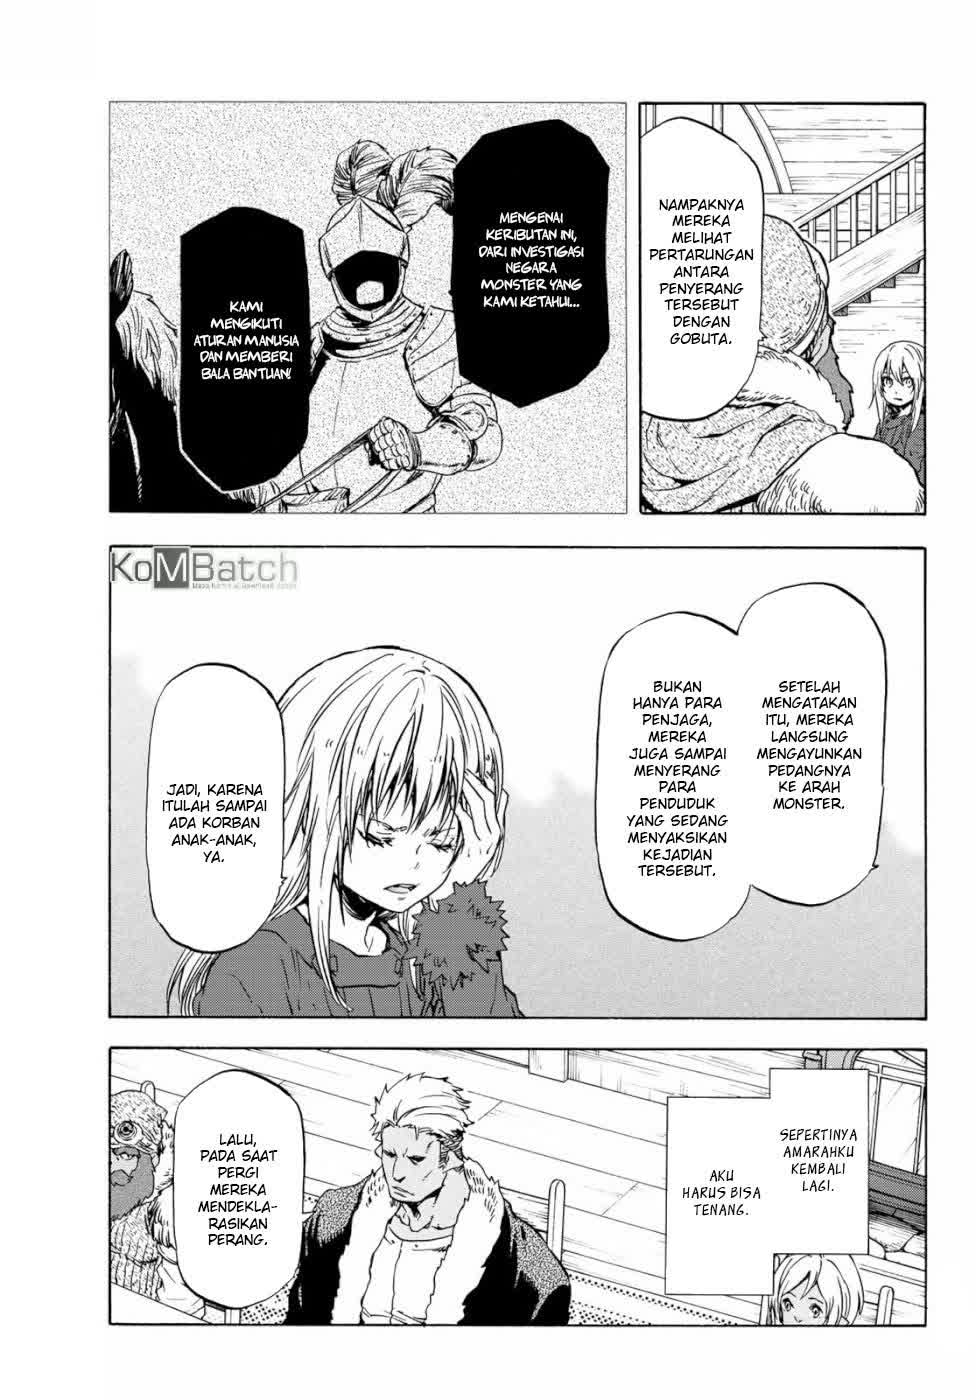 NAMPAKNYA
MEREKA
MELIHAT
PERTARUNGAN
ANTARA
PENYERANG
TERSEBUT
DENGAN
GOBUTA.
MENGENAI
KERIBUTAN INI,
DARI INVESTIGASI
NEGARA
MONSTER YANG
KAMI KETAHUI...
KAMI
MENGIKUTI
ATURAN MANUSIA
DAN MEMBERI
BALA BANTUAN!
KoMBatch
SETELAH
MENGATAKAN
ITU, MEREKA
LANGSUNG
MENGAYUNKAN
PEDANGNYA
KE ARAH
MONSTER.
BUKAN
HANYA PARA
PENJAGA,
MEREKA
JUGA SAMPAI
MENYERANG
PARA
PENDUDUK
YANG SEDANG
MENYAKSIKAN
KEJADIAN
TERSEBUT.
JADI, KARENA
ITULAH SAMPAI
ADA KORBAN
ANAK-ANAK,
YA.
SEPERTINYA
AMARAHKU
KEMBALI
LAGI.
AKU
HARUS BISA
TENANG.
LALU,
PADA SAAT
PERGI
MEREKA
MENDEKLA-
RASIKAN
PERANG.